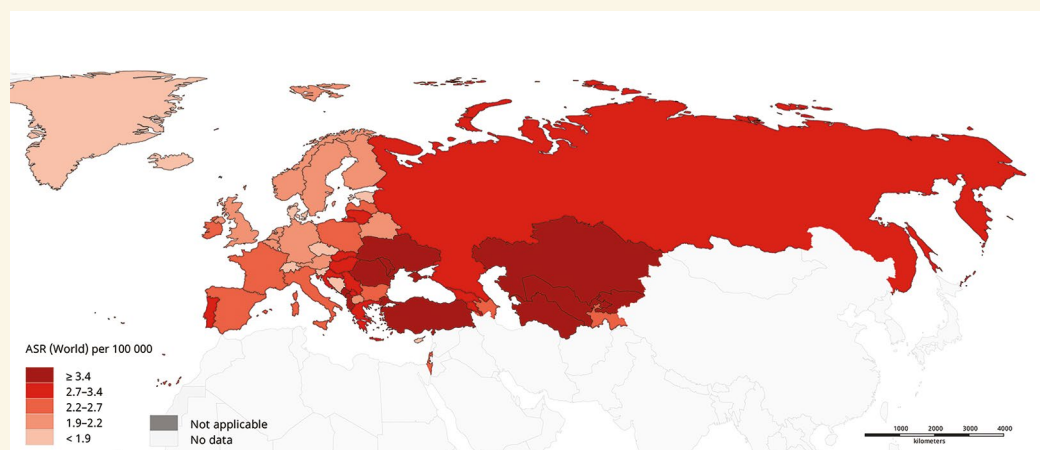 ASR (World) per 100 000
≥ 3.4
2.7–3.4
2.2–2.7
1.9–2.2
< 1.9
Not applicable
No data
1000 2000 3000 4000
kilometers